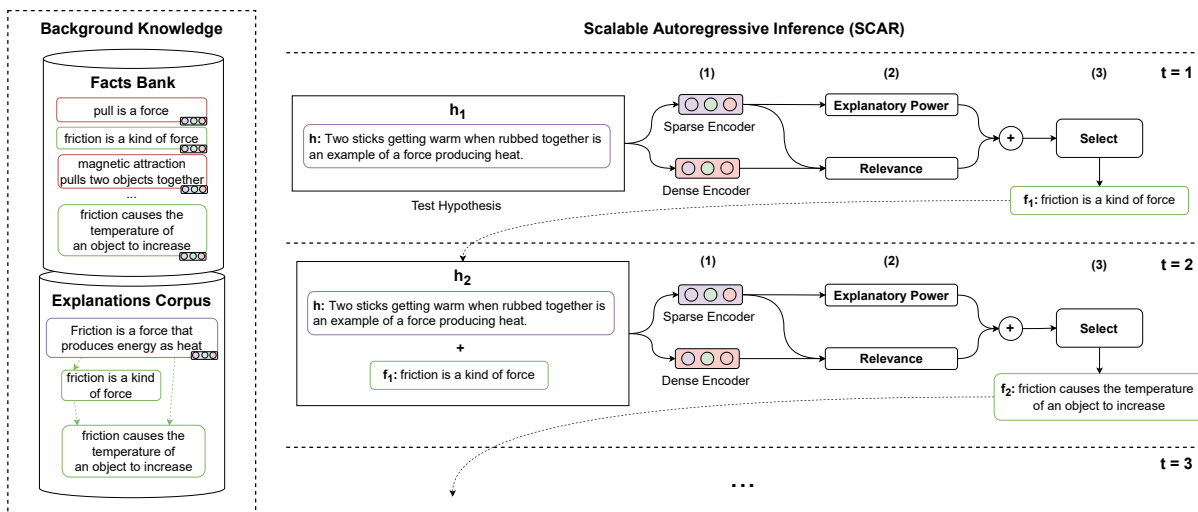 Background Knowledge
Facts Bank
pull is a force
friction is a kind of force
magnetic attraction
pulls two objects together
...
friction causes the
temperature of
an object to increase
Explanations Corpus
Friction is a force that
produces energy as heat
friction is a kind
of force
friction causes the
temperature of
an object to increase
Scalable Autoregressive Inference (SCAR)
(1)
(2)
(3)
t = 1
h1
h: Two sticks getting warm when rubbed together is
an example of a force producing heat.
Test Hypothesis
Sparse Encoder
Dense Encoder
Explanatory Power
Relevance
+
Select
f1: friction is a kind of force
(1)
(2)
(3)
t = 2
h2
h: Two sticks getting warm when rubbed together is
an example of a force producing heat.
+
f1: friction is a kind of force
Sparse Encoder
Dense Encoder
Explanatory Power
Relevance
+
Select
f2: friction causes the temperature
of an object to increase
t = 3
...